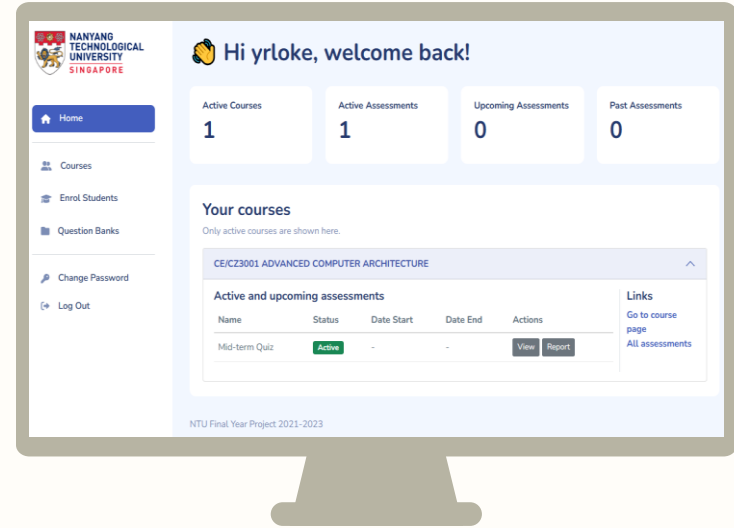 NANYANG
TECHNOLOGICAL
UNIVERSITY
SINGAPORE
Home
Courses
Enrol Students
Question Banks
Change Password
Log Out
Hi yrloke, welcome back!
Active Courses
1
Active Assessments
1
Upcoming Assessments
0
Past Assessments
0
Your courses
Only active courses are shown here.
CE/CZ3001 ADVANCED COMPUTER ARCHITECTURE
Active and upcoming assessments
Name Status Date Start Date End Actions
Mid-term Quiz Active - - View Report
Links
Go to course
page
All assessments
NTU Final Year Project 2021-2023